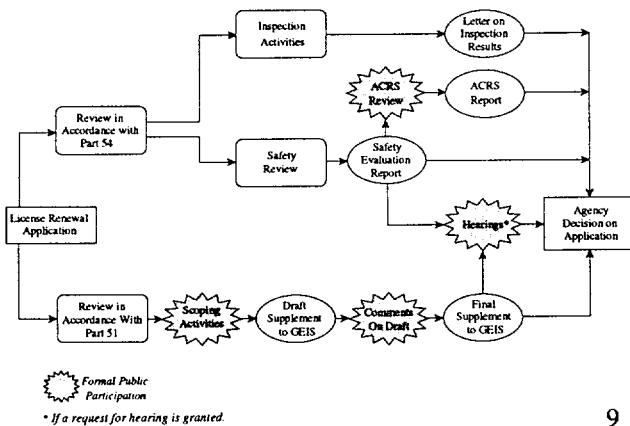 Inspection
Activities
Letter on
Inspection
Results
ACRS
Review
ACRS
Report
Review in
Accordance with
Part 54
Safety
Review
Safety
Evaluation
Report
License Renewal
Application
Hearings*
Agency
Decision on
Application
Review in
Accordance With
Part 51
Scoping
Activities
Draft
Supplement
to GEIS
Comments
On Draft
Final
Supplement
to GEIS
Formal Public
Participation
* If a request for hearing is granted.
9